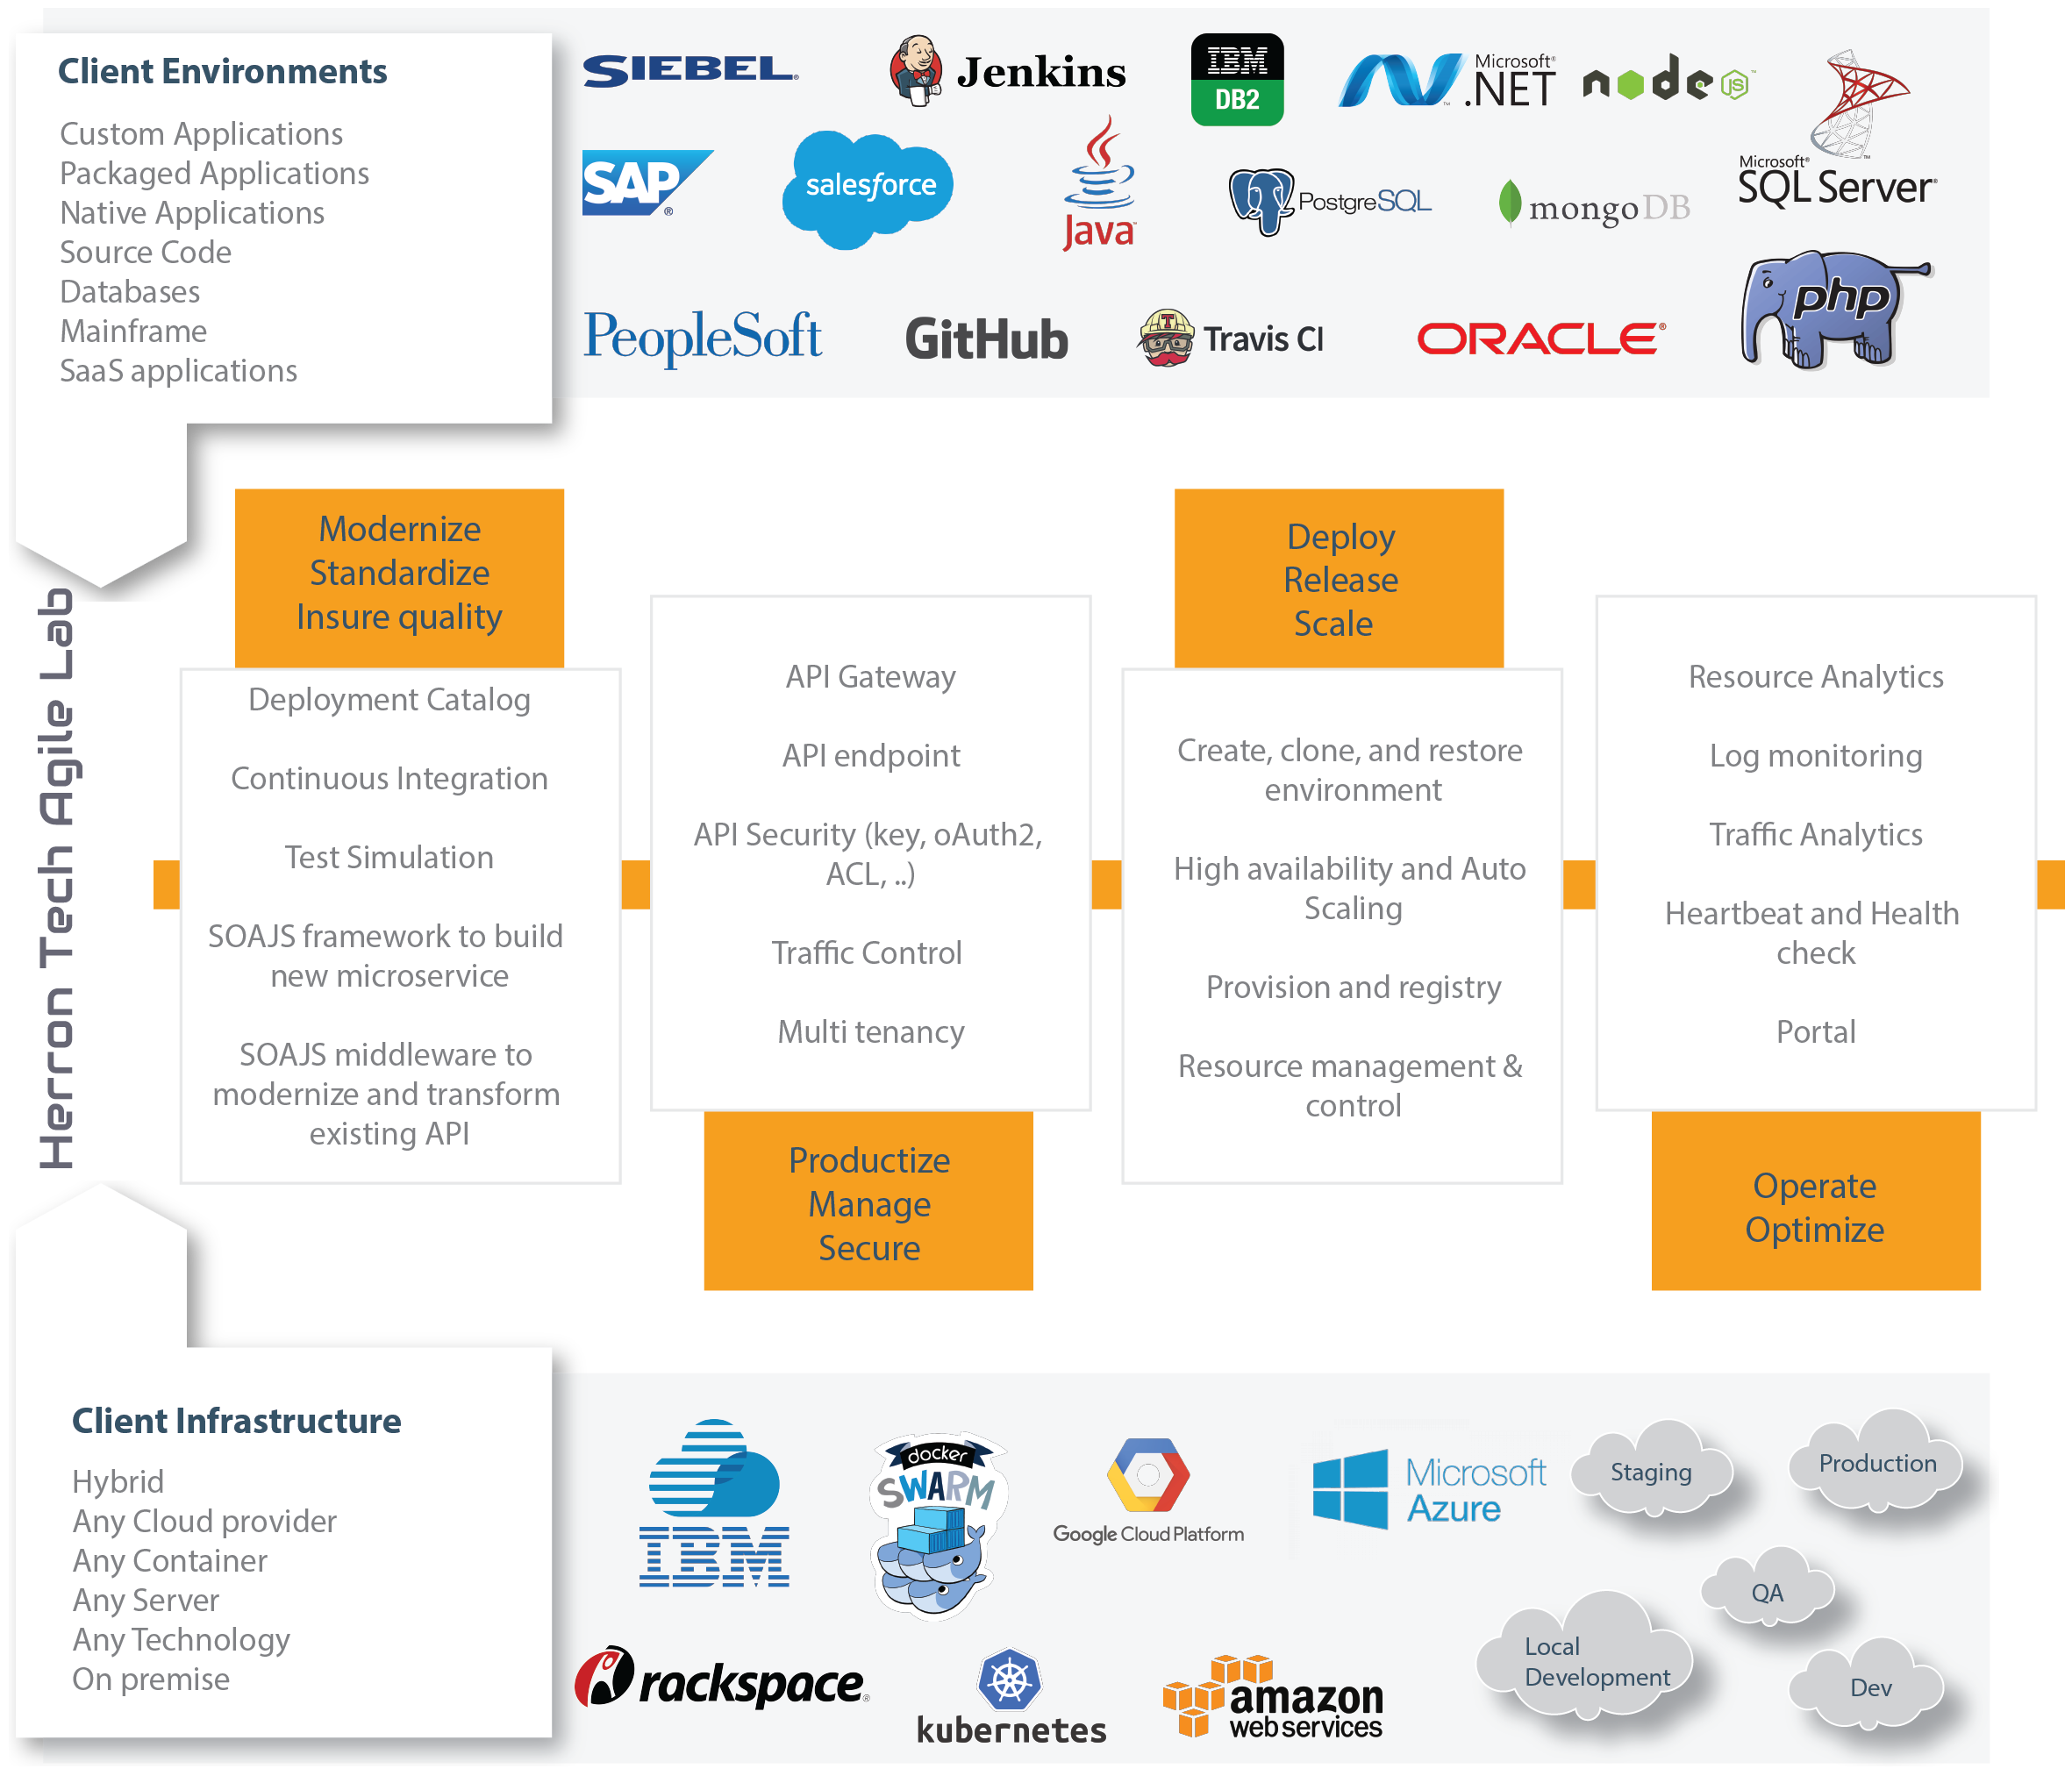 Client Environments
Custom Applications
Packaged Applications
Native Applications
Source Code
Databases
Mainframe
SaaS applications
SIEBEL®
Jenkins
IBM
DB2
Microsoft®
.NET
node
JS
SAP®
salesforce
Java
PostgreSQL
mongoDB
Microsoft®
SQL Server®
PeopleSoft
GitHub
T
Travis CI
ORACLE®
php
Herron Tech Agile Lab
Modernize
Standardize
Insure quality
Deployment Catalog
Continuous Integration
Test Simulation
SOAJS framework to build
new microservice
SOAJS middleware to
modernize and transform
existing API
API Gateway
API endpoint
API Security (key, oAuth2,
ACL, ..)
Traffic Control
Multi tenancy
Productize
Manage
Secure
Deploy
Release
Scale
Create, clone, and restore
environment
High availability and Auto
Scaling
Provision and registry
Resource management &
control
Resource Analytics
Log monitoring
Traffic Analytics
Heartbeat and Health
check
Portal
Operate
Optimize
Client Infrastructure
Hybrid
Any Cloud provider
Any Container
Any Server
Any Technology
On premise
IBM
docker
SWARM
Google Cloud Platform
Microsoft
Azure
rackspace®
kubernetes
amazon
web services
Staging
Production
QA
Local
Development
Dev